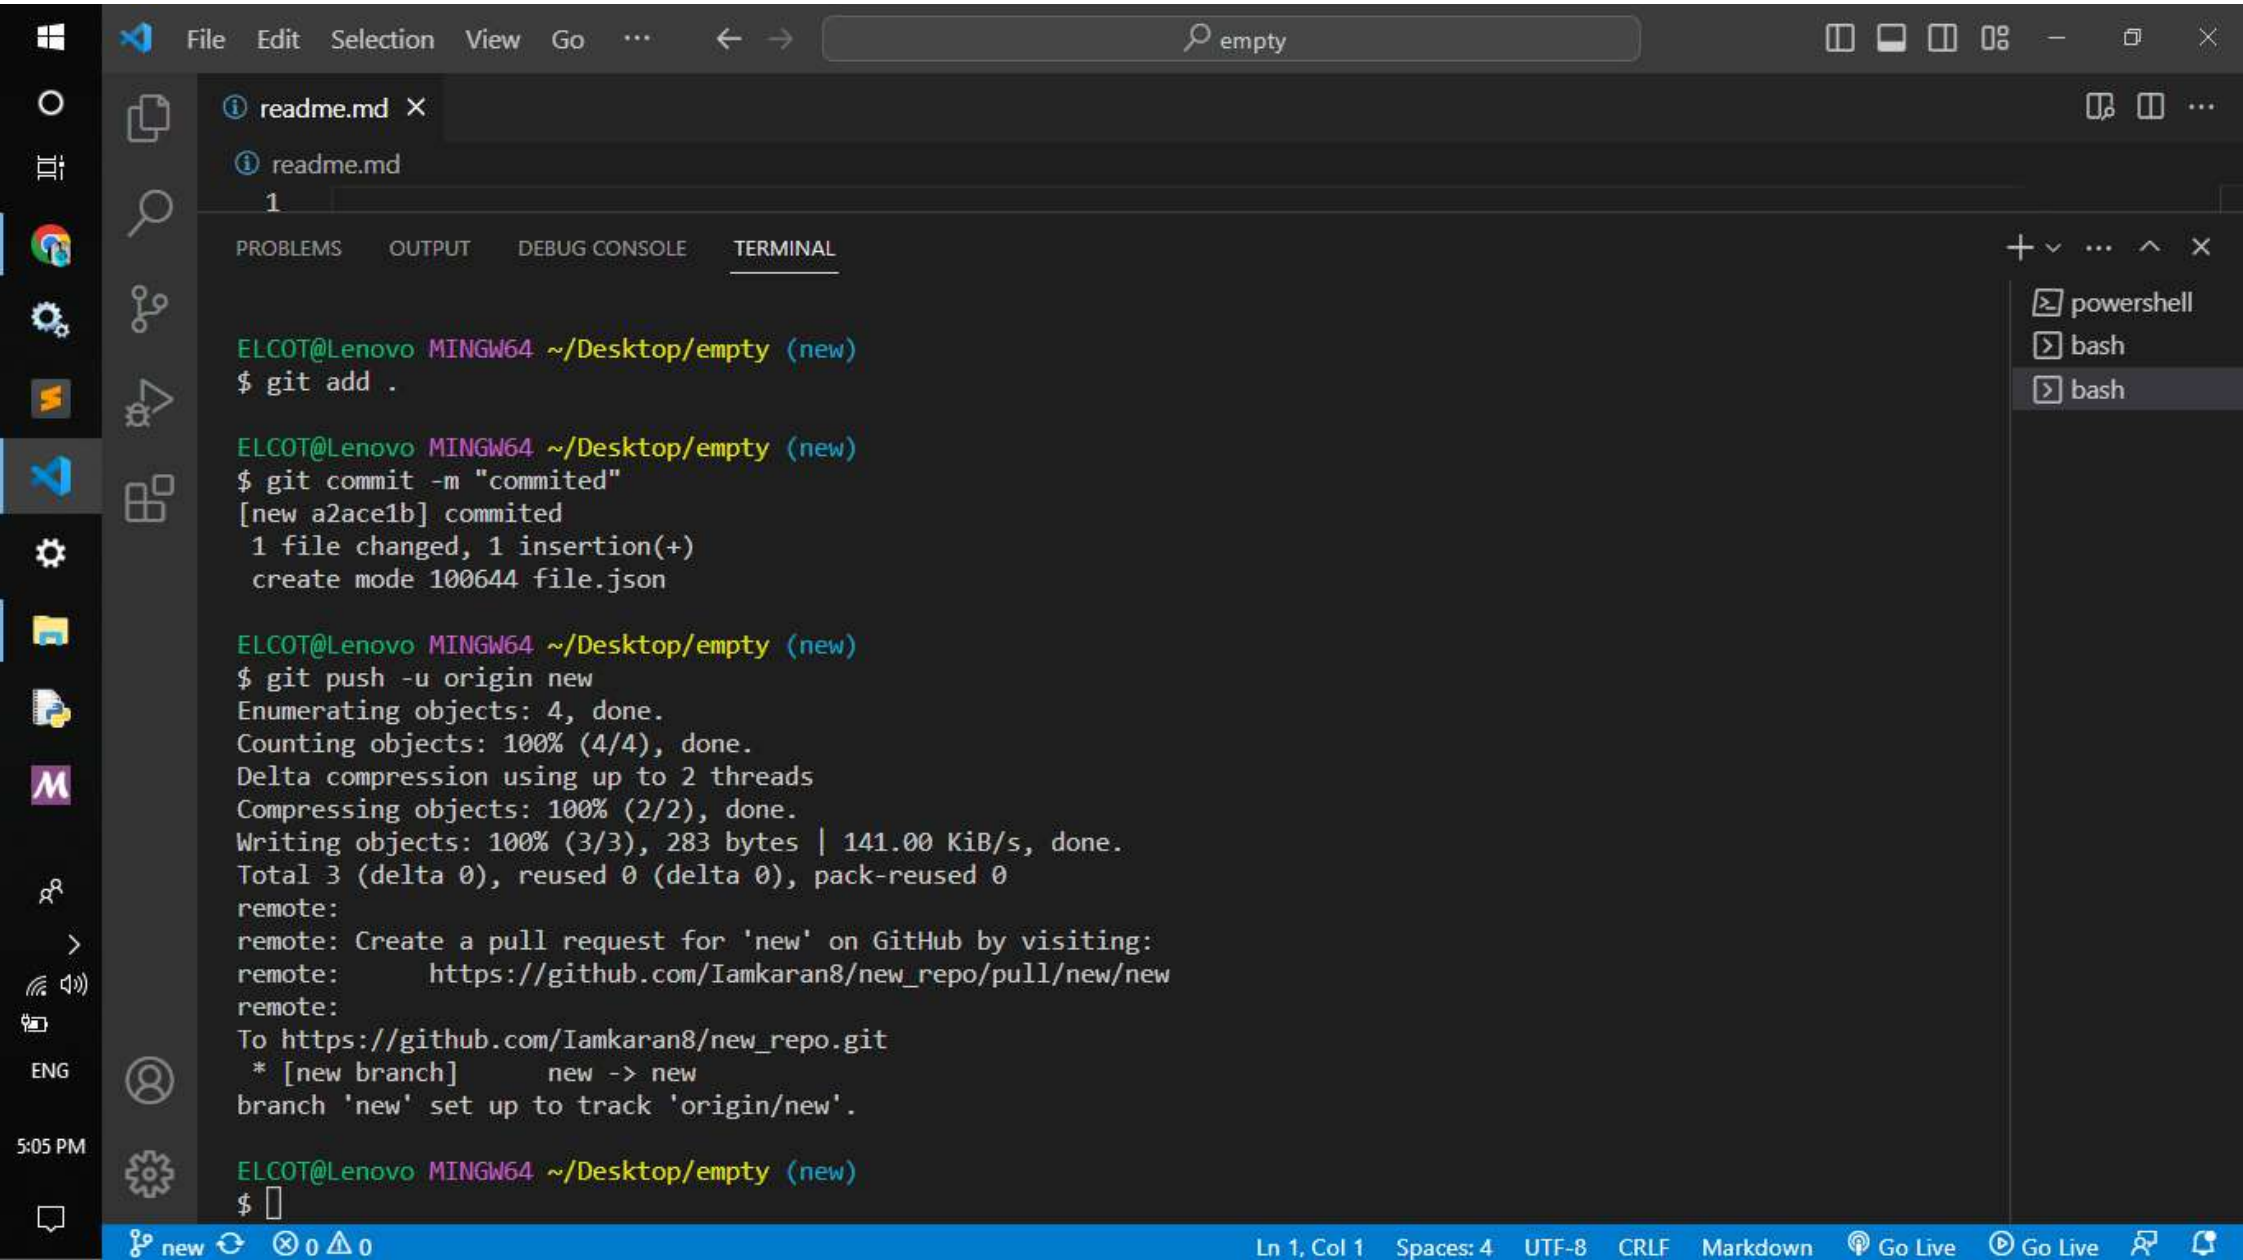 File Edit Selection View Go ··· empty
readme.md
readme.md
1
PROBLEMS OUTPUT DEBUG CONSOLE TERMINAL
powershell
bash
bash
ELCOT@Lenovo MINGW64 ~/Desktop/empty (new)
$ git add .
ELCOT@Lenovo MINGW64 ~/Desktop/empty (new)
$ git commit -m "commited"
[new a2ace1b] commited
1 file changed, 1 insertion(+)
create mode 100644 file.json
ELCOT@Lenovo MINGW64 ~/Desktop/empty (new)
$ git push -u origin new
Enumerating objects: 4, done.
Counting objects: 100% (4/4), done.
Delta compression using up to 2 threads
Compressing objects: 100% (2/2), done.
Writing objects: 100% (3/3), 283 bytes | 141.00 KiB/s, done.
Total 3 (delta 0), reused 0 (delta 0), pack-reused 0
remote:
remote: Create a pull request for 'new' on GitHub by visiting:
remote:      https://github.com/Iamkaran8/new_repo/pull/new/new
remote:
To https://github.com/Iamkaran8/new_repo.git
* [new branch]      new -> new
branch 'new' set up to track 'origin/new'.
ELCOT@Lenovo MINGW64 ~/Desktop/empty (new)
$
ENG
5:05 PM
new 0 0 Ln 1, Col 1 Spaces: 4 UTF-8 CRLF Markdown Go Live Go Live